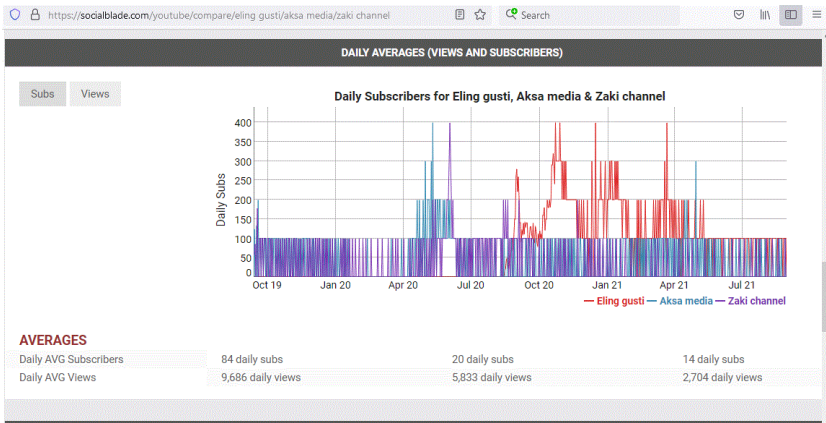 https://socialblade.com/youtube/compare/eling gusti/aksa media/zaki channel
Search
DAILY AVERAGES (VIEWS AND SUBSCRIBERS)
Subs
Views
Daily Subscribers for Eling gusti, Aksa media & Zaki channel
Daily Subs
400
350
300
250
200
150
100
50
0
Oct 19 Jan 20 Apr 20 Jul 20 Oct 20 Jan 21 Apr 21 Jul 21
Eling gusti Aksa media Zaki channel
AVERAGES
Daily AVG Subscribers 84 daily subs 20 daily subs 14 daily subs
Daily AVG Views 9,686 daily views 5,833 daily views 2,704 daily views